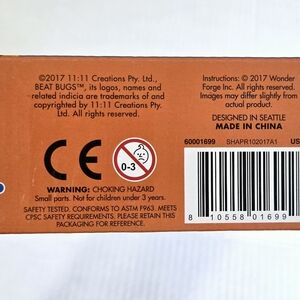 ©2017 11:11 Creations Pty. Ltd.,
BEAT BUGS™, its logos, names and
related indicia are trademarks of and
copyrighted by 11:11 Creations Pty.
Ltd. All rights reserved.
Instructions: © 2017 Wonder
Forge Inc. All rights reserved.
Images may differ slightly from
actual product.
DESIGNED IN SEATTLE
MADE IN CHINA
CE
0-3
WARNING: CHOKING HAZARD
Small parts. Not for children under 3 years.
SAFETY TESTED. CONFORMS TO ASTM F963. MEETS
CPSC SAFETY REQUIREMENTS. PLEASE RETAIN THIS
PACKAGING FOR REFERENCE.
60001699 SHAPR102017A1 US
8 10558 01699